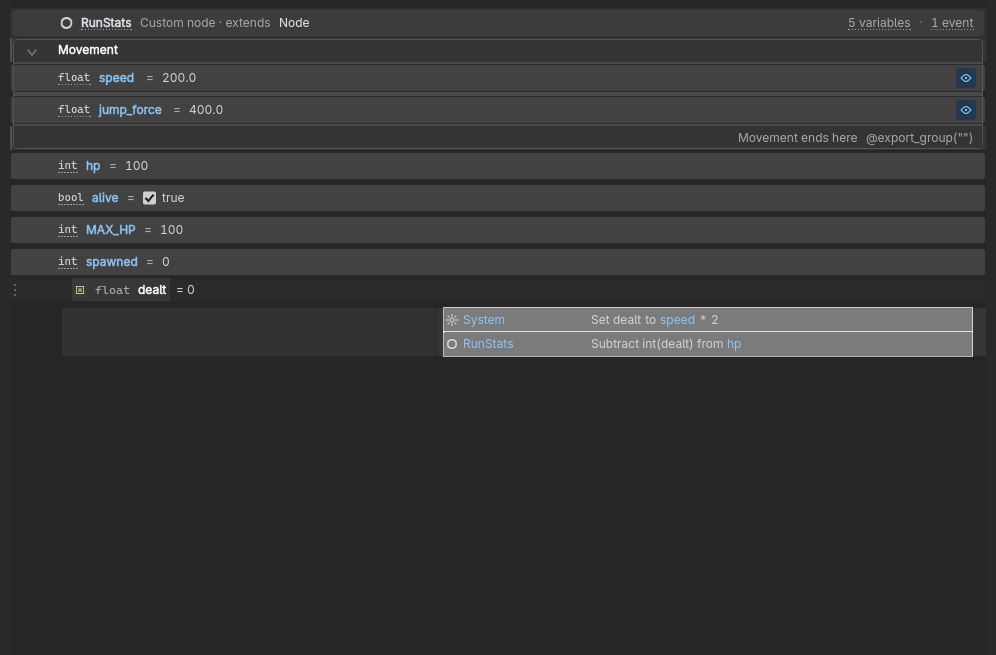 RunStats Custom node · extends Node 5 variables · 1 event
Movement
float speed = 200.0
float jump_force = 400.0
Movement ends here @export_group("")
int hp = 100
bool alive = true
int MAX_HP = 100
int spawned = 0
float dealt = 0
System Set dealt to speed * 2
RunStats Subtract int(dealt) from hp